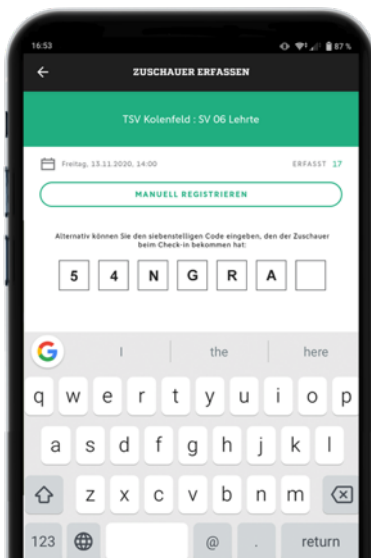 16:53 87 %
ZUSCHAUER ERFASSEN
TSV Kolenfeld : SV 06 Lehrte
Freitag, 13.11.2020, 14:00 ERFASST 17
MANUELL REGISTRIEREN
Alternativ können Sie den siebenstelligen Code eingeben, den der Zuschauer
beim Check-in bekommen hat:
5 4 N G R A
G I the here
q w e r t y u i o p
a s d f g h j k l
z x c v b n m
123 @ . return